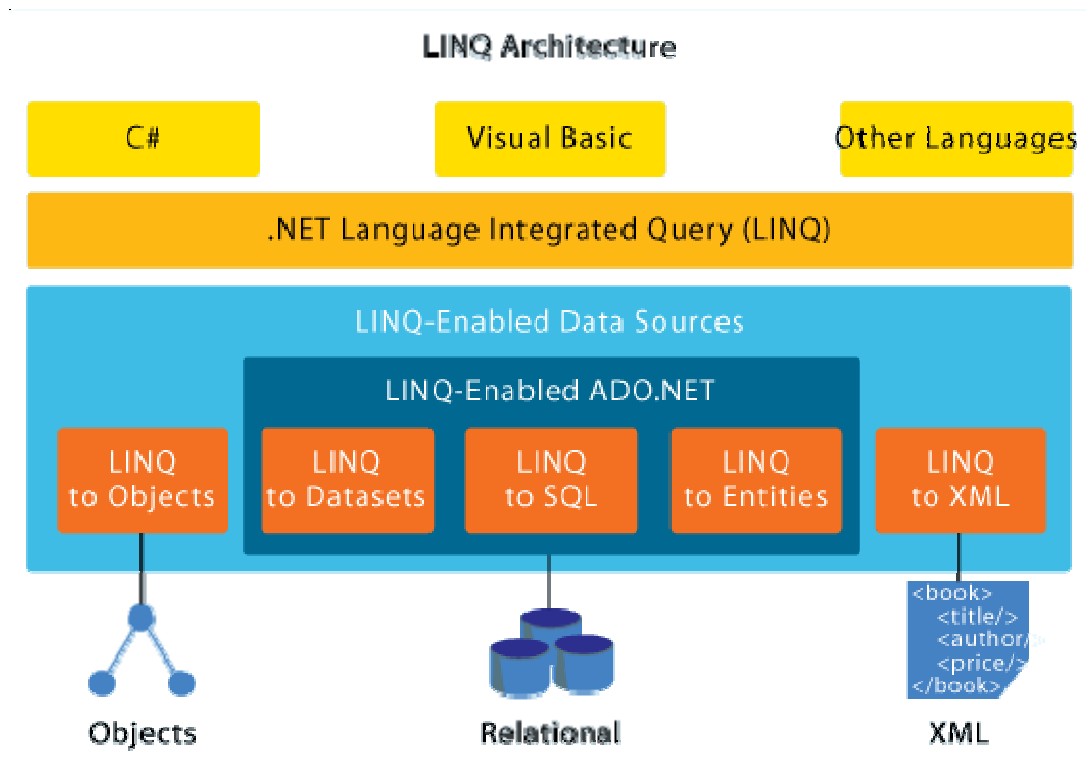 LINQ Architecture
C#
Visual Basic
Other Languages
.NET Language Integrated Query (LINQ)
LINQ-Enabled Data Sources
LINQ-Enabled ADO.NET
LINQ
to Objects
LINQ
to Datasets
LINQ
to SQL
LINQ
to Entities
LINQ
to XML
<book>
<title/>
<author/>
<price/>
</book>
Objects
Relational
XML